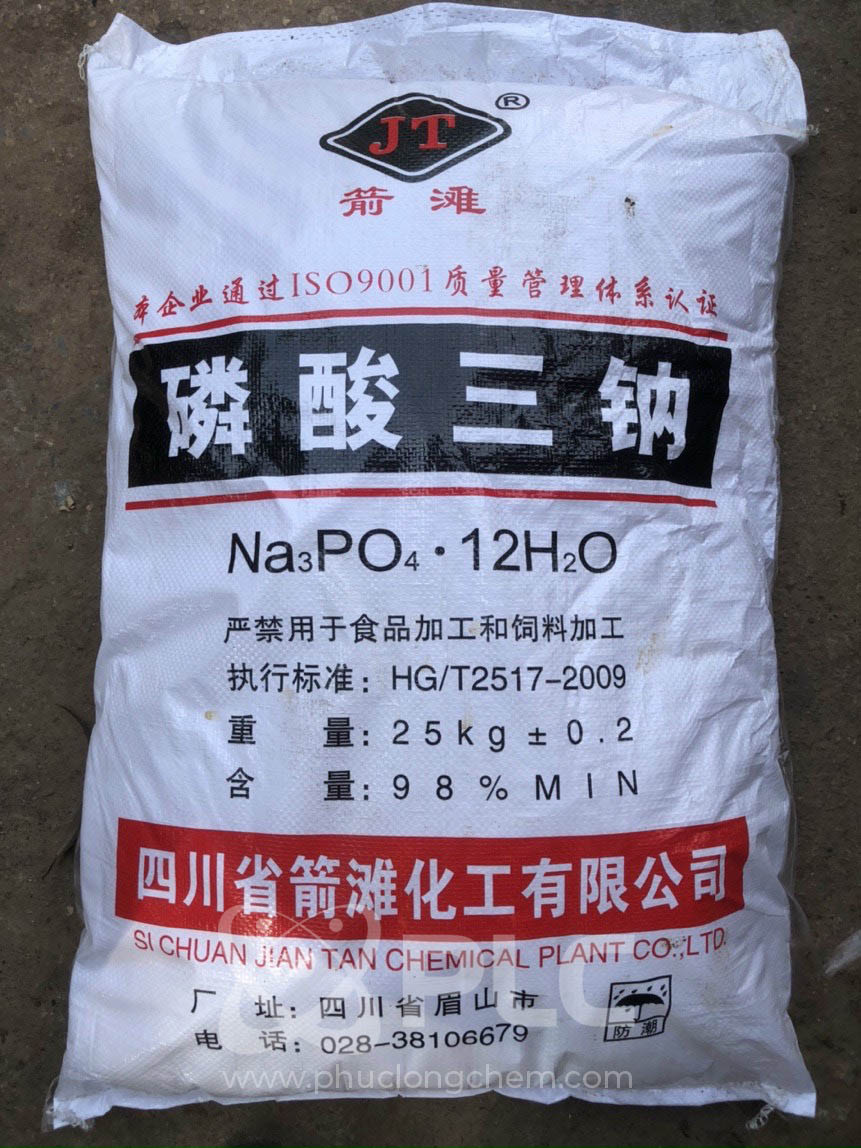 JT ®
箭滩
本企业通过ISO9001质量管理体系认证
磷酸三钠
Na₃PO₄·12H₂O
严禁用于食品加工和饲料加工
执行标准：HG/T2517-2009
重 量：25kg±0.2
含 量：98%MIN
四川省箭滩化工有限公司
SI CHUAN JIAN TAN CHEMICAL PLANT CO.,LTD.
厂 址：四川省眉山市
电 话：028-38106679
防潮
PLC
www.phuclongchem.com